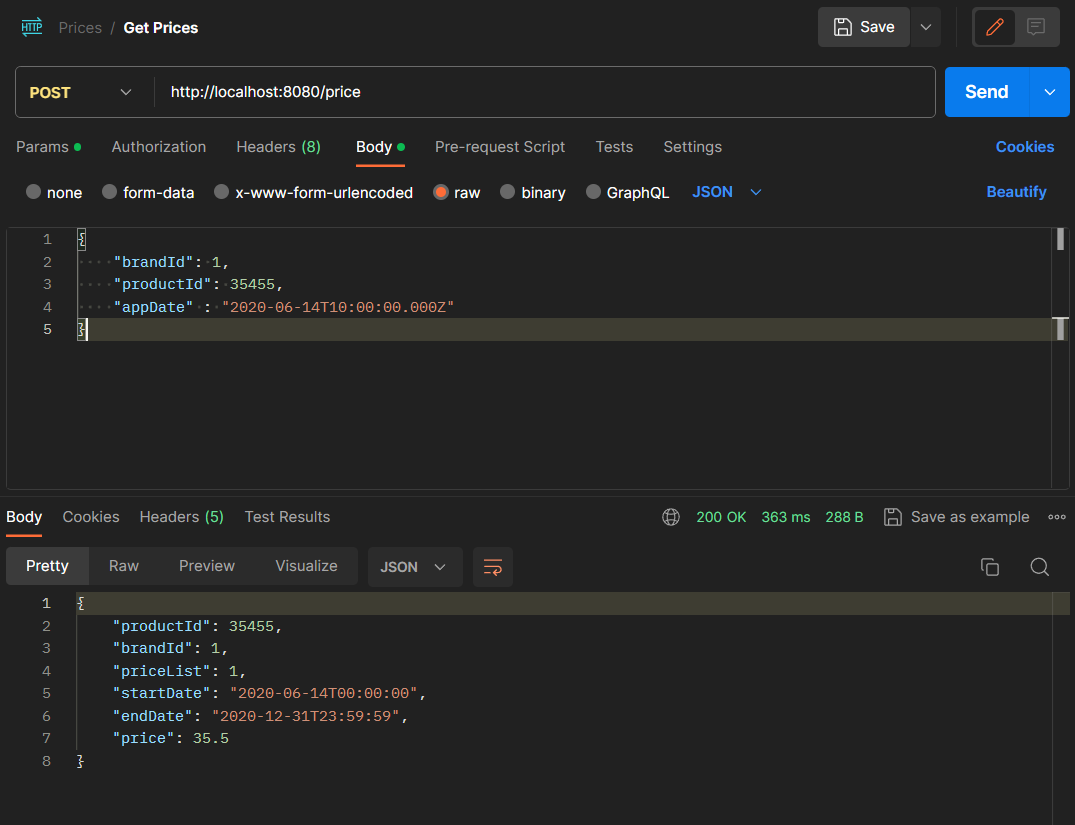 HTTP Prices / Get Prices Save
POST http://localhost:8080/price Send
Params Authorization Headers (8) Body Pre-request Script Tests Settings Cookies
none form-data x-www-form-urlencoded raw binary GraphQL JSON Beautify
1 {
2 "brandId": 1,
3 "productId": 35455,
4 "appDate" : "2020-06-14T10:00:00.000Z"
5 }
Body Cookies Headers (5) Test Results 200 OK 363 ms 288 B Save as example
Pretty Raw Preview Visualize JSON
1 {
2 "productId": 35455,
3 "brandId": 1,
4 "priceList": 1,
5 "startDate": "2020-06-14T00:00:00",
6 "endDate": "2020-12-31T23:59:59",
7 "price": 35.5
8 }